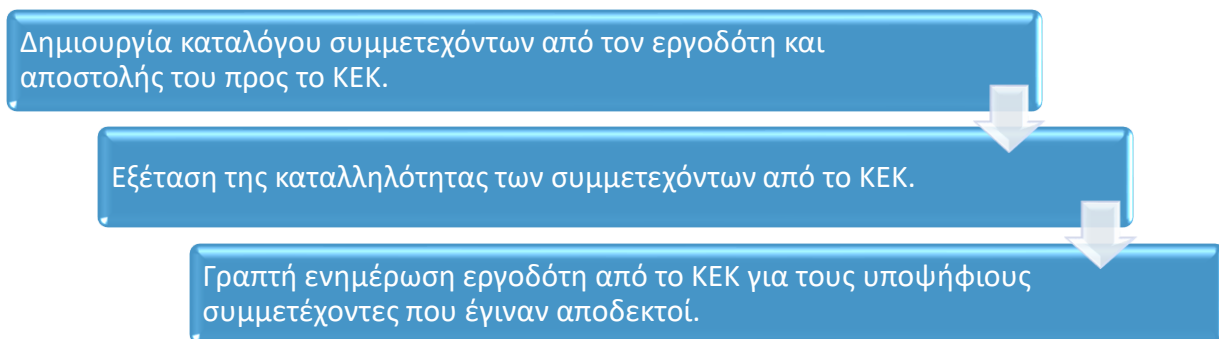 Δημιουργία καταλόγου συμμετεχόντων από τον εργοδότη και
αποστολής του προς το ΚΕΚ.
Εξέταση της καταλληλότητας των συμμετεχόντων από το ΚΕΚ.
Γραπτή ενημέρωση εργοδότη από το ΚΕΚ για τους υποψήφιους
συμμετέχοντες που έγιναν αποδεκτοί.